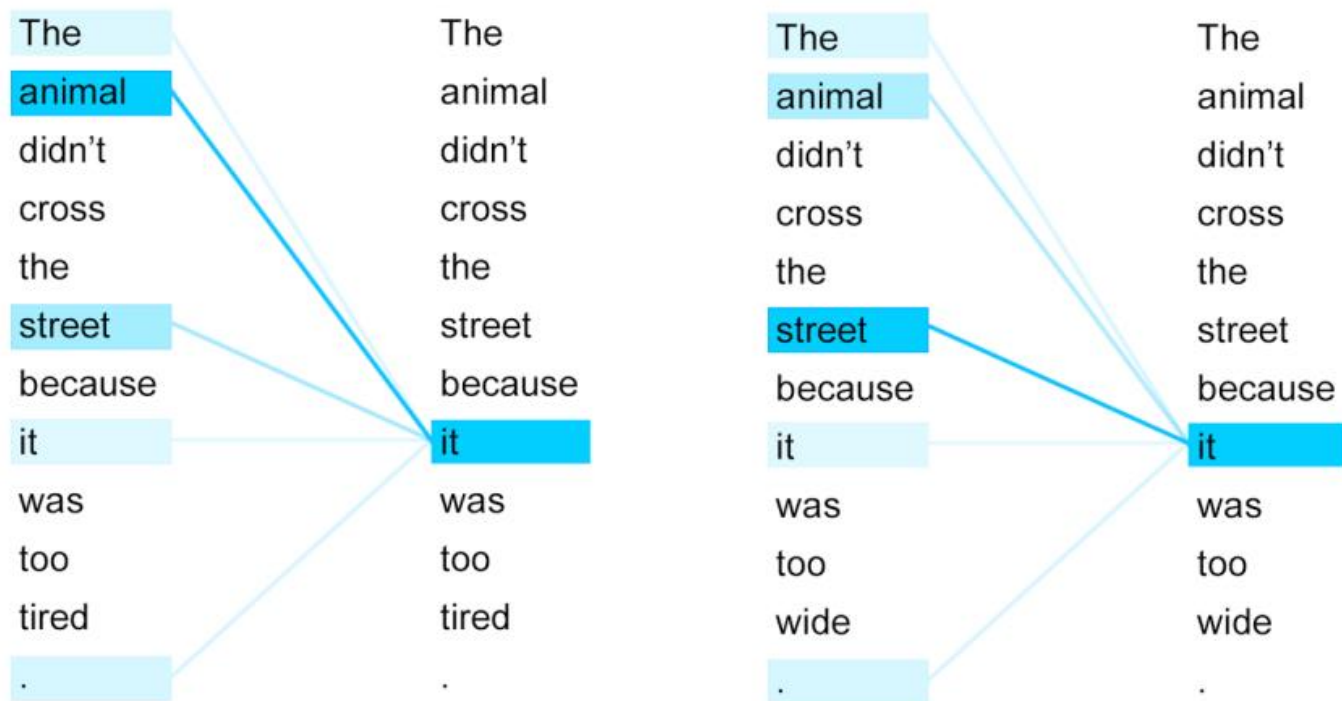 The
animal
didn't
cross
the
street
because
it
was
too
tired
.
The
animal
didn't
cross
the
street
because
it
was
too
tired
.
The
animal
didn't
cross
the
street
because
it
was
too
wide
.
The
animal
didn't
cross
the
street
because
it
was
too
wide
.